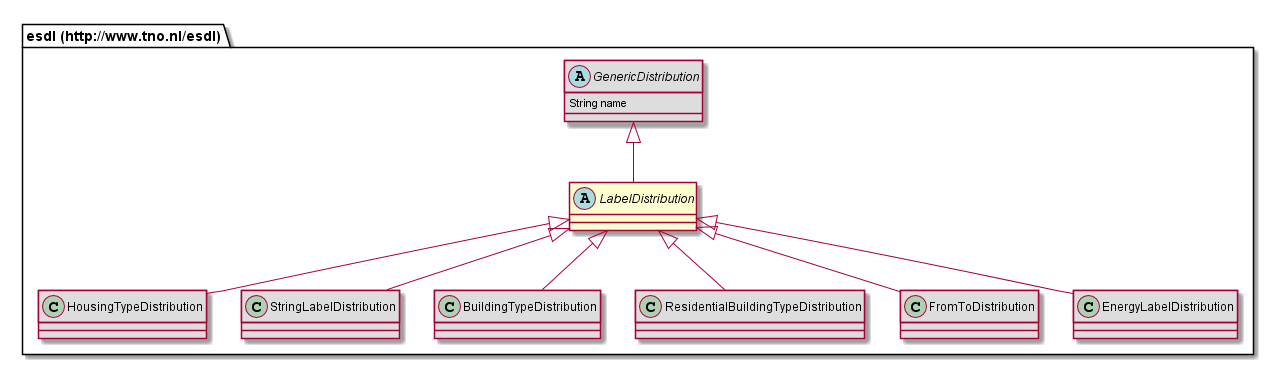 esdl (http://www.tno.nl/esdl)
A GenericDistribution
String name
A LabelDistribution
C HousingTypeDistribution
C StringLabelDistribution
C BuildingTypeDistribution
C ResidentialBuildingTypeDistribution
C FromToDistribution
C EnergyLabelDistribution